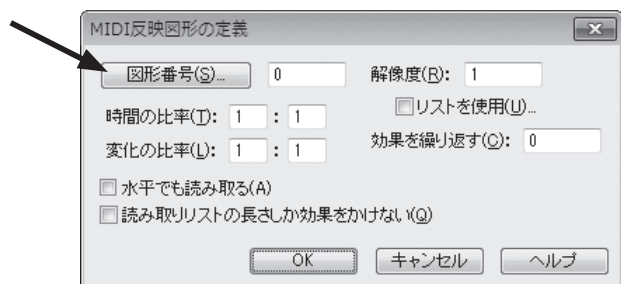 MIDI反映図形の定義
図形番号(S)... 0 解像度(R): 1
リストを使用(U)...
時間の比率(T): 1 : 1
効果を繰り返す(C): 0
変化の比率(L): 1 : 1
水平でも読み取る(A)
読み取りリストの長さしか効果をかけない(Q)
OK キャンセル ヘルプ